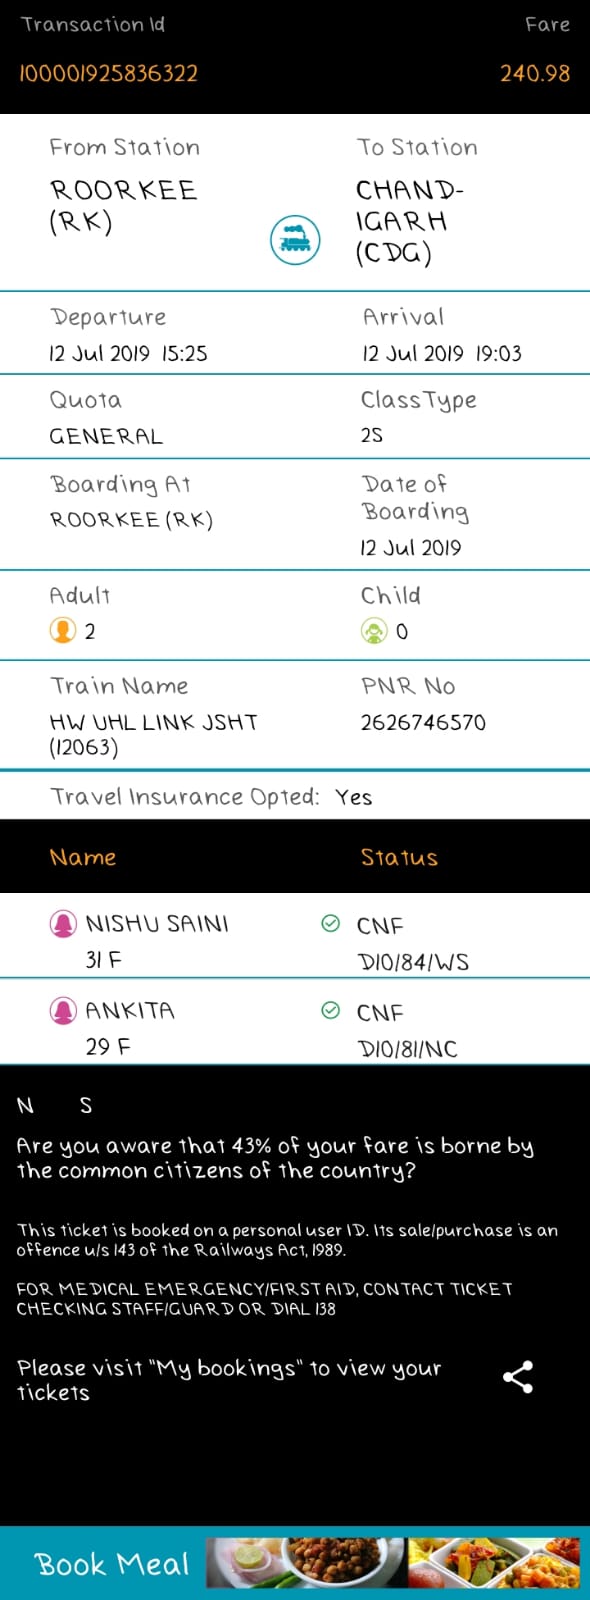 Transaction Id Fare
100001925836322 240.98
From Station To Station
ROORKEE CHAND-
(RK) IGARH
(CDG)
Departure Arrival
12 Jul 2019 15:25 12 Jul 2019 19:03
Quota Class Type
GENERAL 2S
Boarding At Date of
Boarding
ROORKEE (RK)
12 Jul 2019
Adult Child
2 0
Train Name PNR No
HW UHL LINK JSHT 2626746570
(12063)
Travel Insurance Opted: Yes
Name Status
NISHU SAINI CNF
31 F D10/84/WS
ANKITA CNF
29 F D10/81/NC
N S
Are you aware that 43% of your fare is borne by
the common citizens of the country?
This ticket is booked on a personal user ID. Its sale/purchase is an
offence u/s 143 of the Railways Act, 1989.
FOR MEDICAL EMERGENCY/FIRST AID, CONTACT TICKET
CHECKING STAFF/GUARD OR DIAL 138
Please visit "My bookings" to view your
tickets
Book Meal